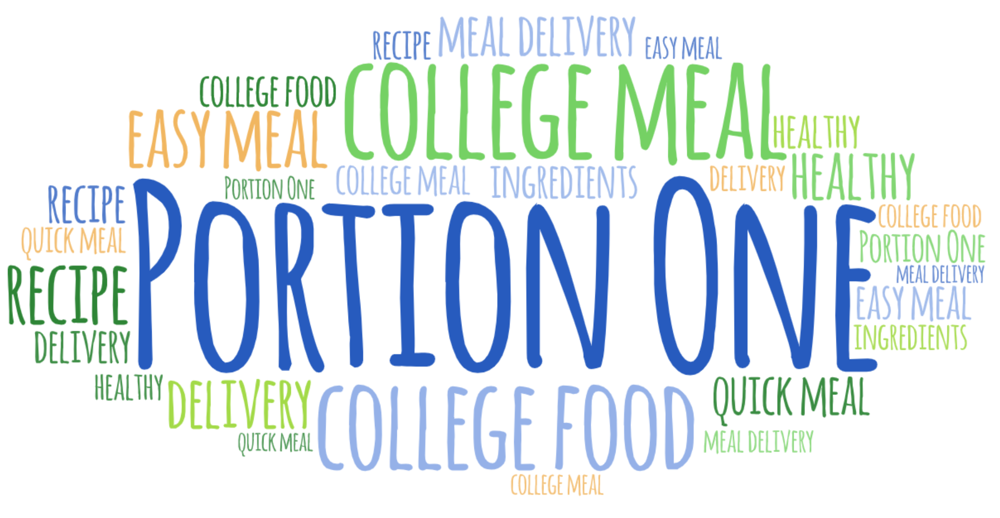 RECIPE MEAL DELIVERY EASY MEAL
COLLEGE FOOD COLLEGE MEAL
EASY MEAL HEALTHY
PORTION ONE COLLEGE MEAL INGREDIENTS DELIVERY HEALTHY
RECIPE PORTION ONE COLLEGE FOOD
QUICK MEAL PORTION ONE
RECIPE MEAL DELIVERY
EASY MEAL
DELIVERY INGREDIENTS
HEALTHY DELIVERY COLLEGE FOOD QUICK MEAL
QUICK MEAL MEAL DELIVERY
COLLEGE MEAL